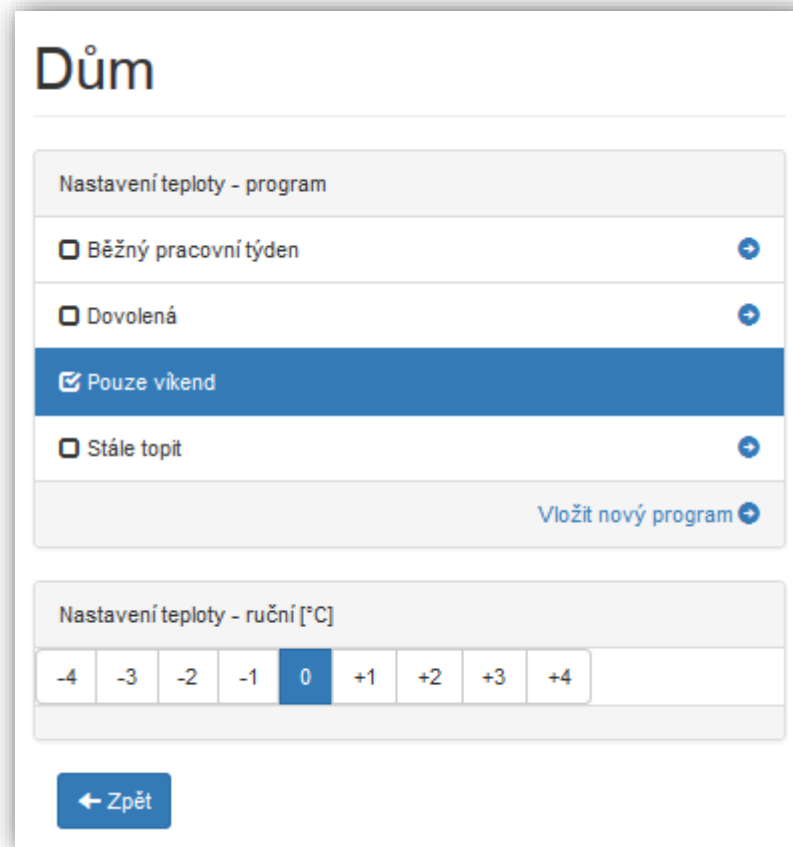 Dům
Nastavení teploty - program
Běžný pracovní týden
Dovolená
Pouze víkend
Stále topit
Vložit nový program
Nastavení teploty - ruční [°C]
-4 -3 -2 -1 0 +1 +2 +3 +4
Zpět